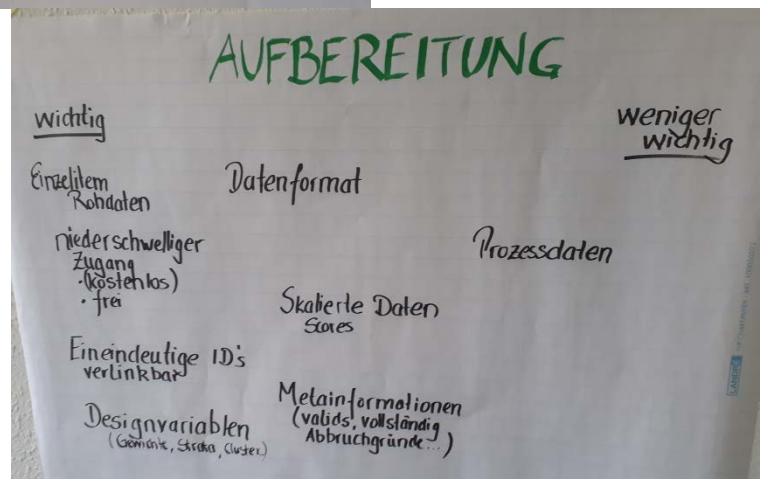 AUFBEREITUNG
wichtig
weniger
wichtig
Einzelitem
Rohdaten
Datenformat
niederschwelliger
Zugang
·(kostenlos)
· frei
Prozessdaten
Skalierte Daten
Scores
Eineindeutige ID's
verlinkbar
Metainformationen
(valids, vollständig
Abbruchgründe...)
Designvariablen
(Gewichte, Strata, Cluster)
LANDRÉ